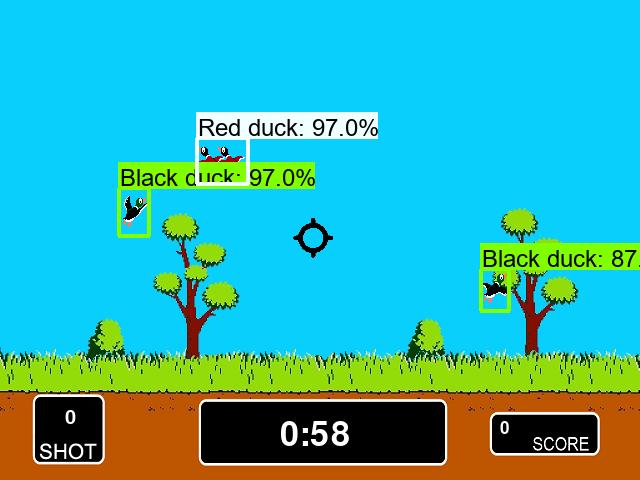 Red duck: 97.0%
Black duck: 97.0%
Black duck: 87.
0
SHOT
0:58
0
SCORE